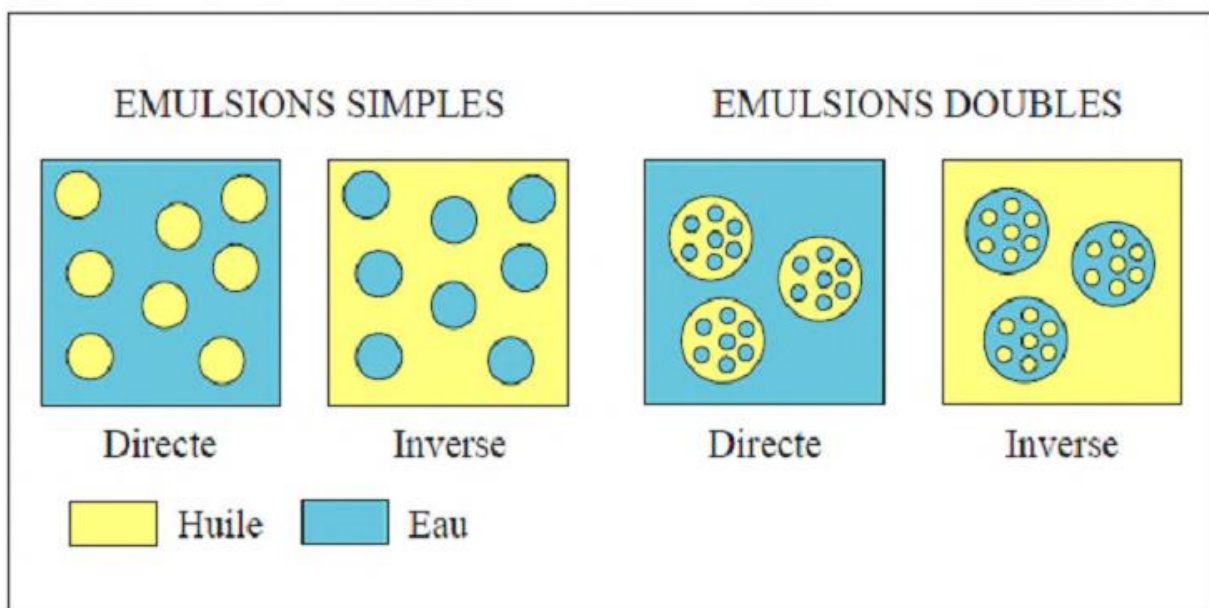 EMULSIONS SIMPLES
EMULSIONS DOUBLES
Directe
Inverse
Directe
Inverse
Huile
Eau